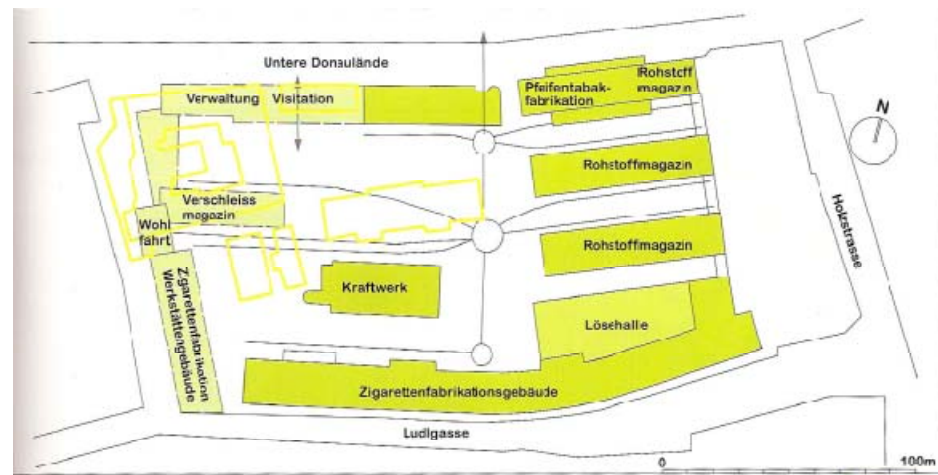 Untere Donaulände
Verwaltung
Visitation
Pfeifentabak-
fabrikation
Rohstoff
magazin
N
Rohstoffmagazin
Verschleiss
magazin
Wohl
fahrt
Rohstoffmagazin
Holzstrasse
Zigarettenfabrikation
Werkstättengebäude
Kraftwerk
Lösehalle
Zigarettenfabrikationsgebäude
Ludlgasse
0
100m